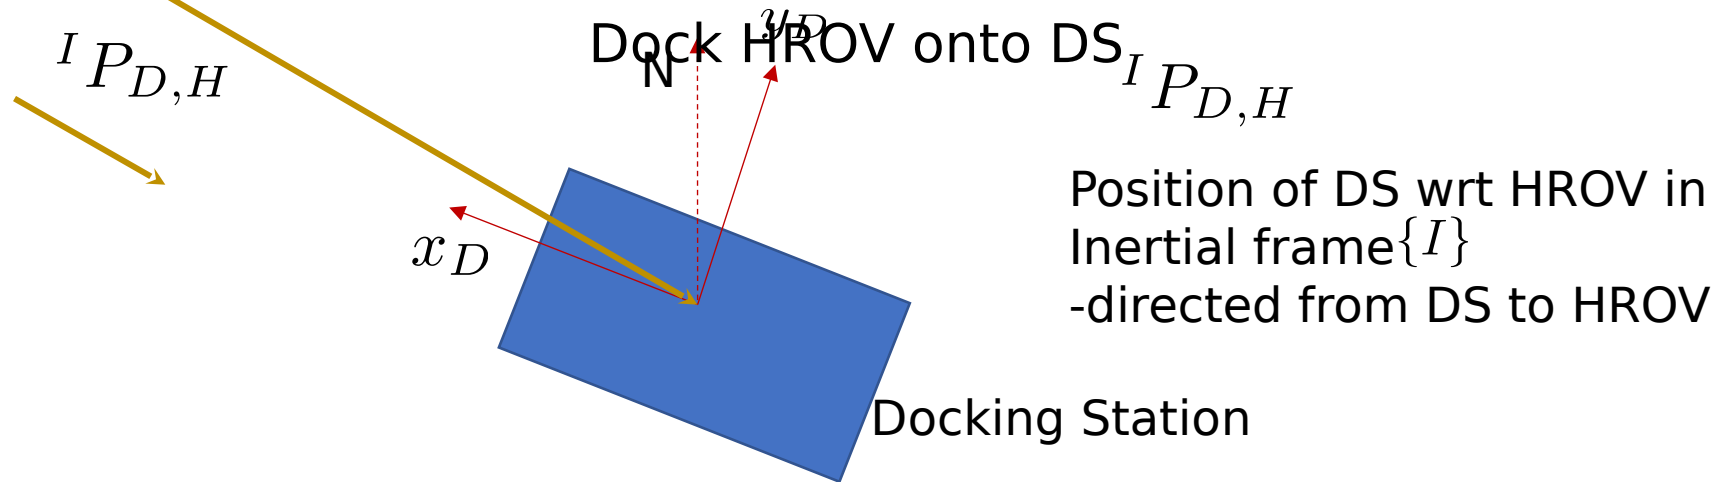 Dock HROV onto DS
y_D
N
^I P_{D,H}
^I P_{D,H}
x_D
Position of DS wrt HROV in
Inertial frame {I}
-directed from DS to HROV
Docking Station